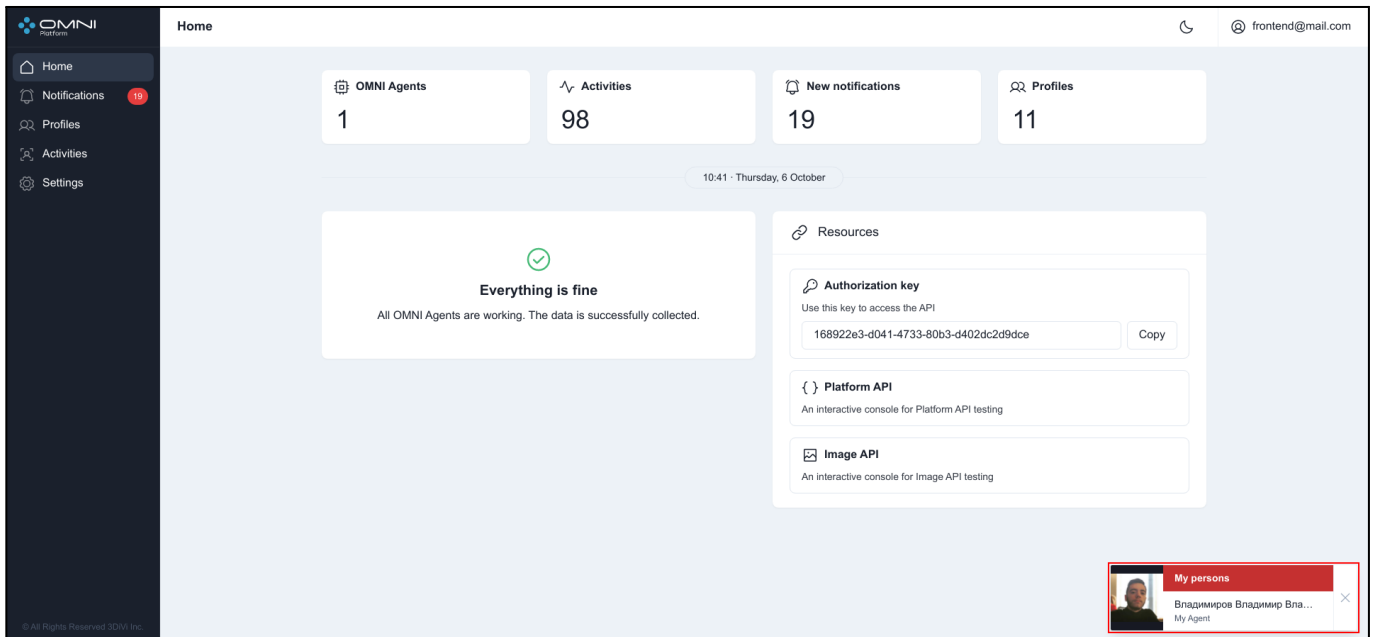 OMNI
Platform
Home
frontend@mail.com
Home
Notifications 19
Profiles
Activities
Settings
OMNI Agents
1
Activities
98
New notifications
19
Profiles
11
10:41 · Thursday, 6 October
Everything is fine
All OMNI Agents are working. The data is successfully collected.
Resources
Authorization key
Use this key to access the API
168922e3-d041-4733-80b3-d402dc2d9dce
Copy
{ } Platform API
An interactive console for Platform API testing
Image API
An interactive console for Image API testing
My persons
Владимиров Владимир Вла...
My Agent
© All Rights Reserved 3DiVi Inc.